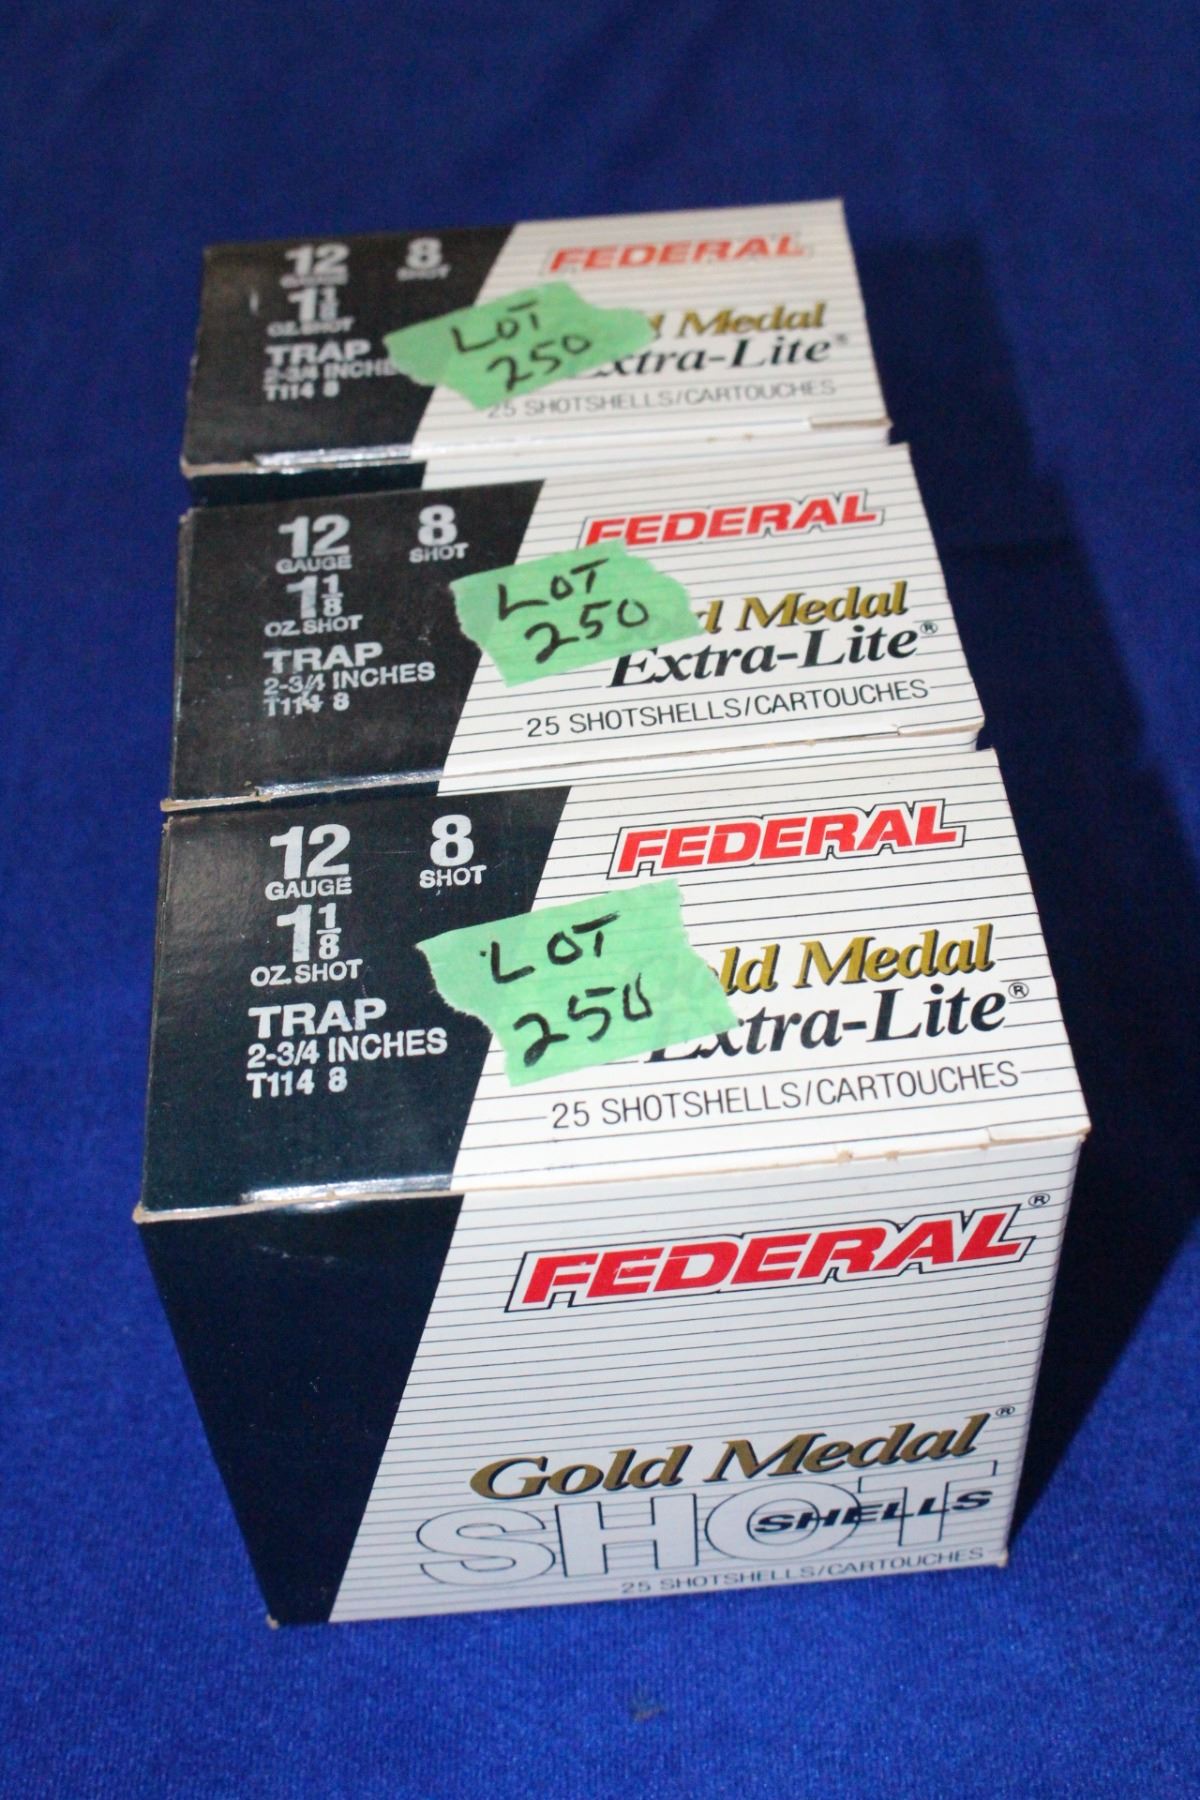 12
GAUGE
8
SHOT
1 1/8
OZ. SHOT
TRAP
2-3/4 INCHE
T114 8
FEDERAL
LOT
250
Medal
Extra-Lite®
25 SHOTSHELLS/CARTOUCHES
12
GAUGE
8
SHOT
1 1/8
OZ. SHOT
TRAP
2-3/4 INCHES
T114 8
FEDERAL
LOT
250
Gold Medal
Extra-Lite®
25 SHOTSHELLS/CARTOUCHES
12
GAUGE
8
SHOT
1 1/8
OZ. SHOT
TRAP
2-3/4 INCHES
T114 8
FEDERAL
LOT
250
Gold Medal
Extra-Lite®
25 SHOTSHELLS/CARTOUCHES
FEDERAL®
Gold Medal®
SHOT
SHELLS
25 SHOTSHELLS/CARTOUCHES